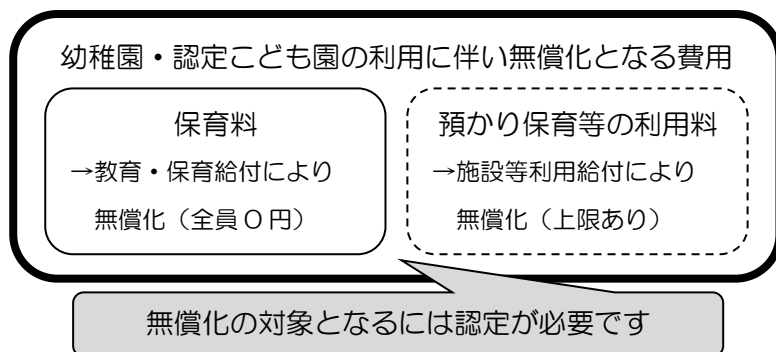 幼稚園・認定こども園の利用に伴い無償化となる費用
保育料
→教育・保育給付により
無償化（全員０円）
預かり保育等の利用料
→施設等利用給付により
無償化（上限あり）
無償化の対象となるには認定が必要です